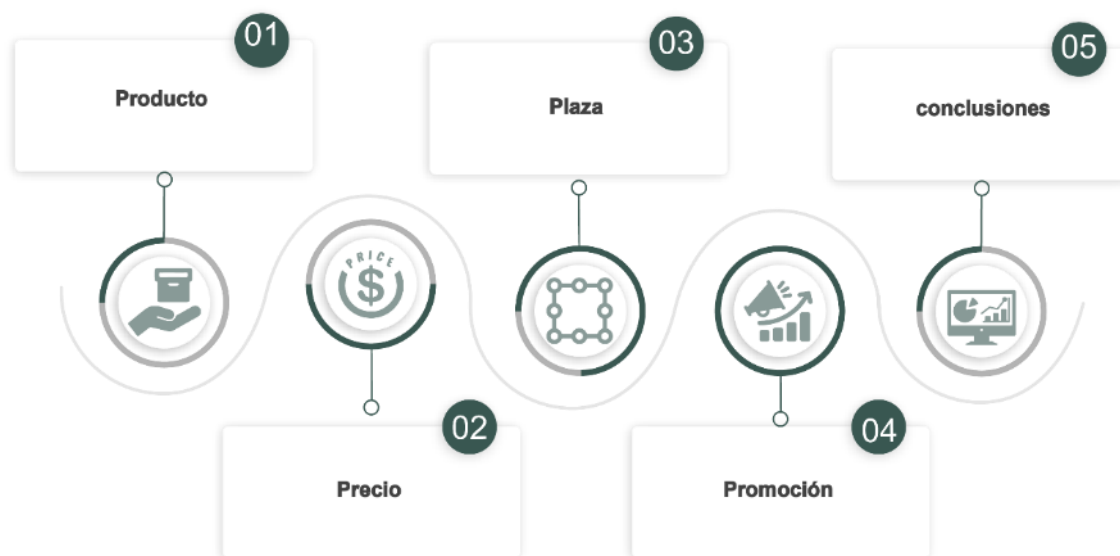 01
Producto
02
Precio
PRICE
$
03
Plaza
04
Promoción
05
conclusiones